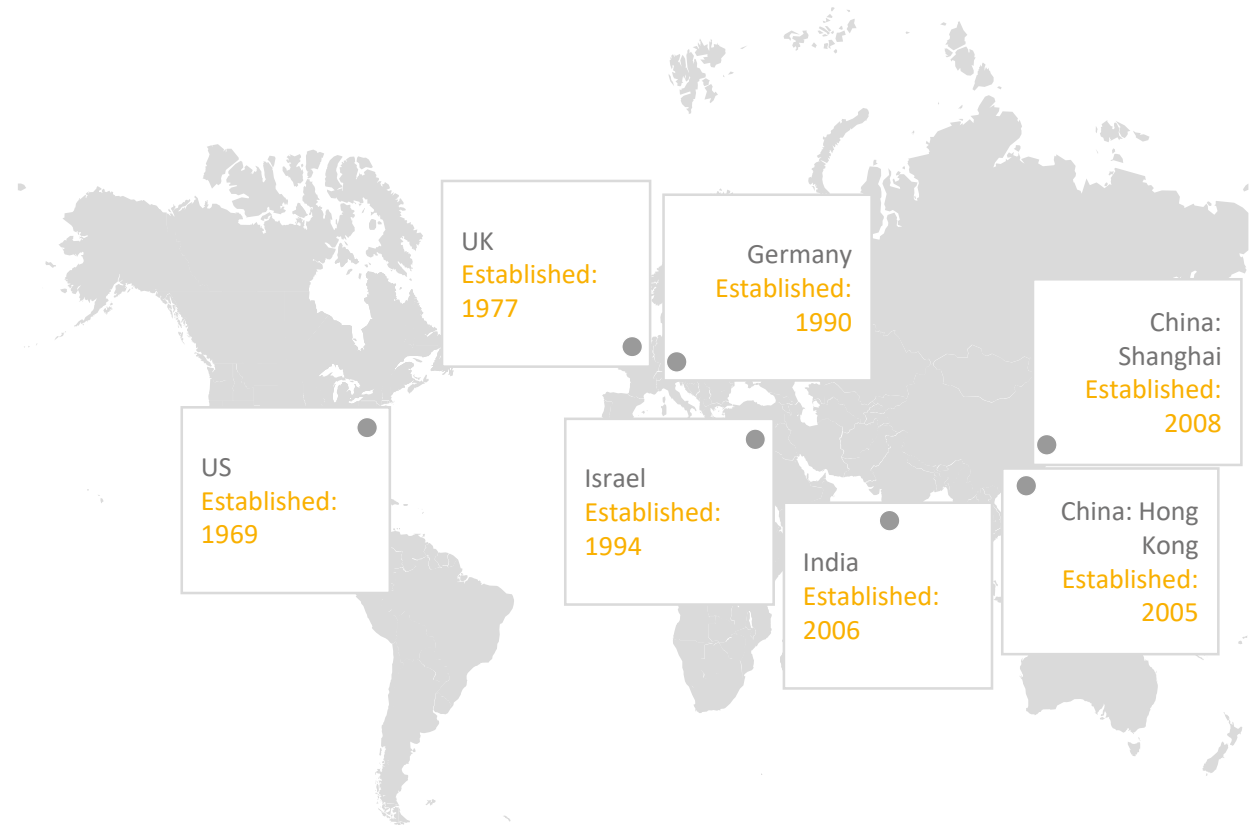 UK
Established:
1977
Germany
Established:
1990
China:
Shanghai
Established:
2008
US
Established:
1969
Israel
Established:
1994
India
Established:
2006
China: Hong
Kong
Established:
2005